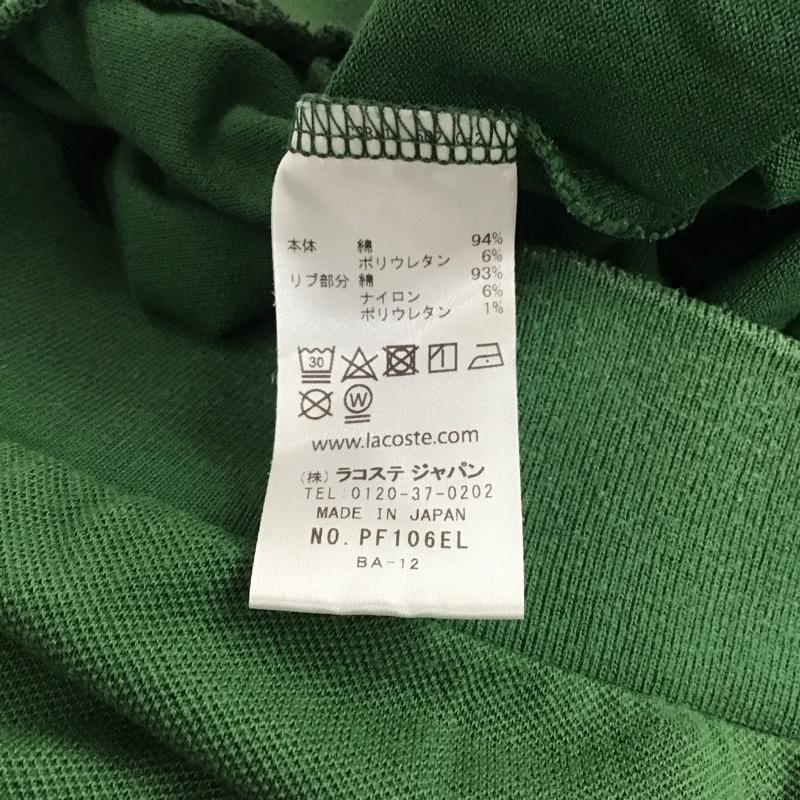 本体 綿 94%
ポリウレタン 6%
リブ部分 綿 93%
ナイロン 6%
ポリウレタン 1%
30
W
www.lacoste.com
(株) ラコステ ジャパン
TEL:0120-37-0202
MADE IN JAPAN
NO. PF106EL
BA-12